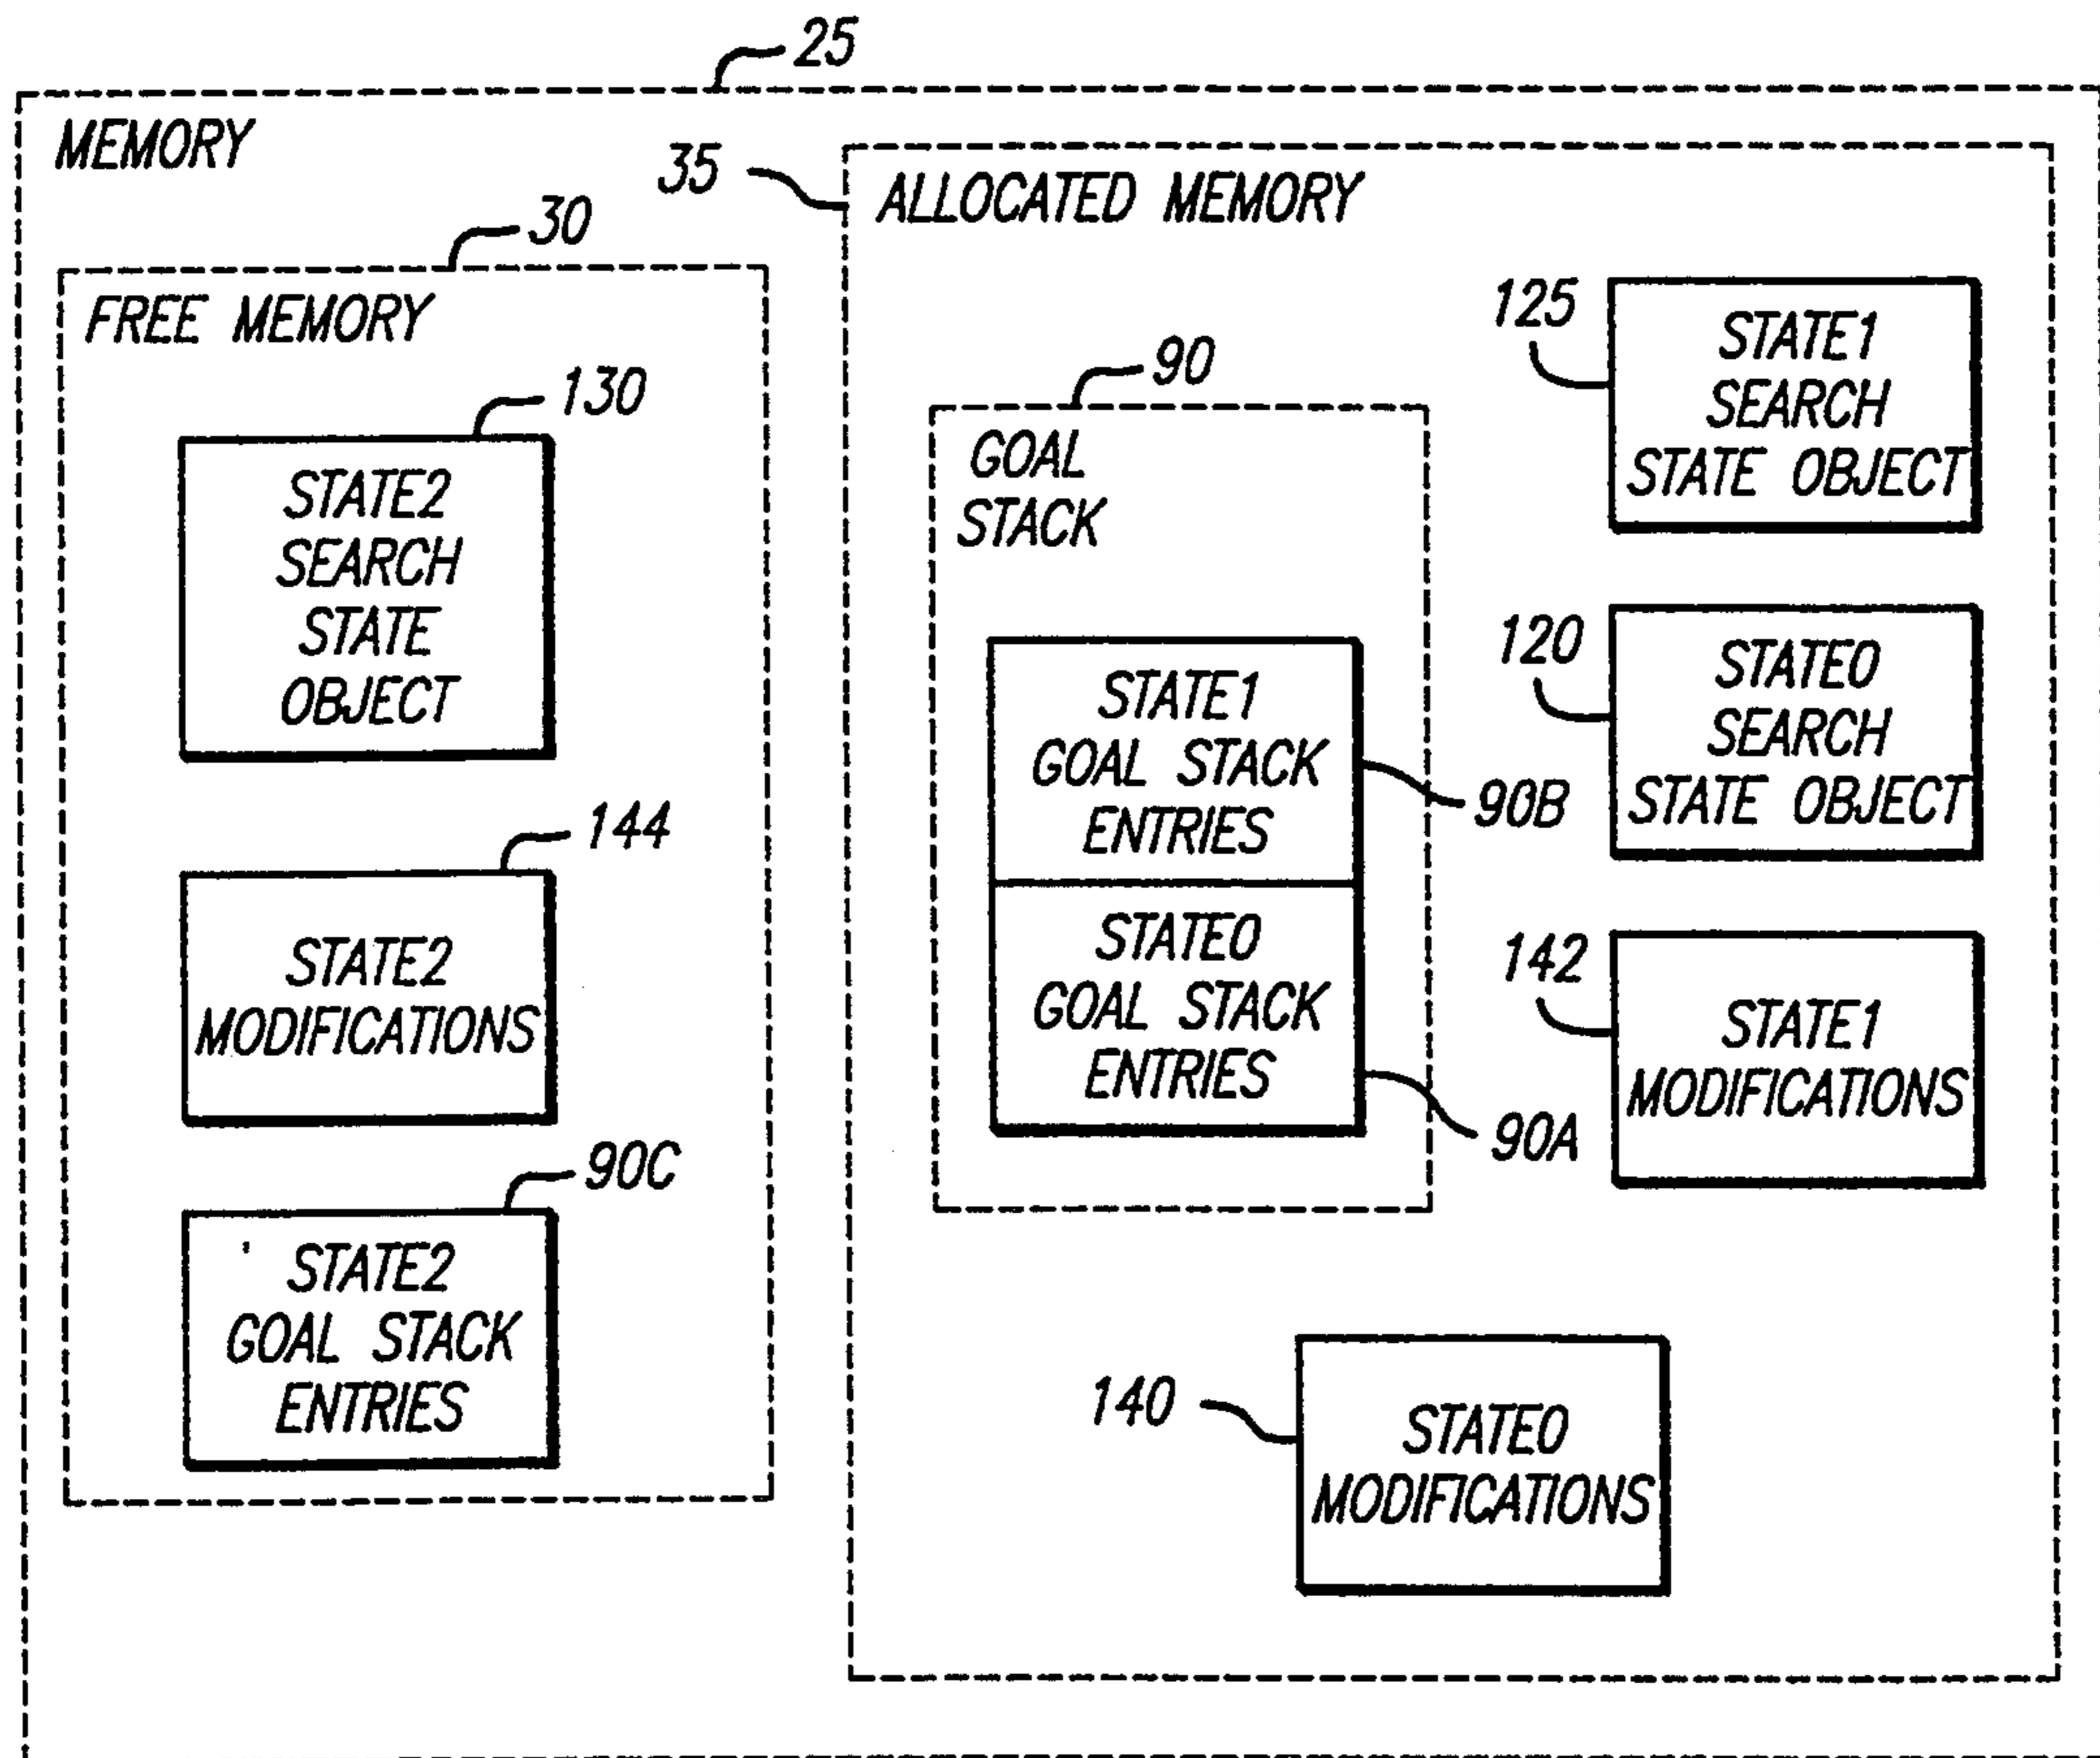 25
MEMORY
35
ALLOCATED MEMORY
30
FREE MEMORY
130
STATE2
SEARCH
STATE
OBJECT
144
STATE2
MODIFICATIONS
90C
STATE2
GOAL STACK
ENTRIES
90
GOAL
STACK
STATE1
GOAL STACK
ENTRIES
90B
STATE0
GOAL STACK
ENTRIES
90A
125
STATE1
SEARCH
STATE OBJECT
120
STATE0
SEARCH
STATE OBJECT
142
STATE1
MODIFICATIONS
140
STATE0
MODIFICATIONS